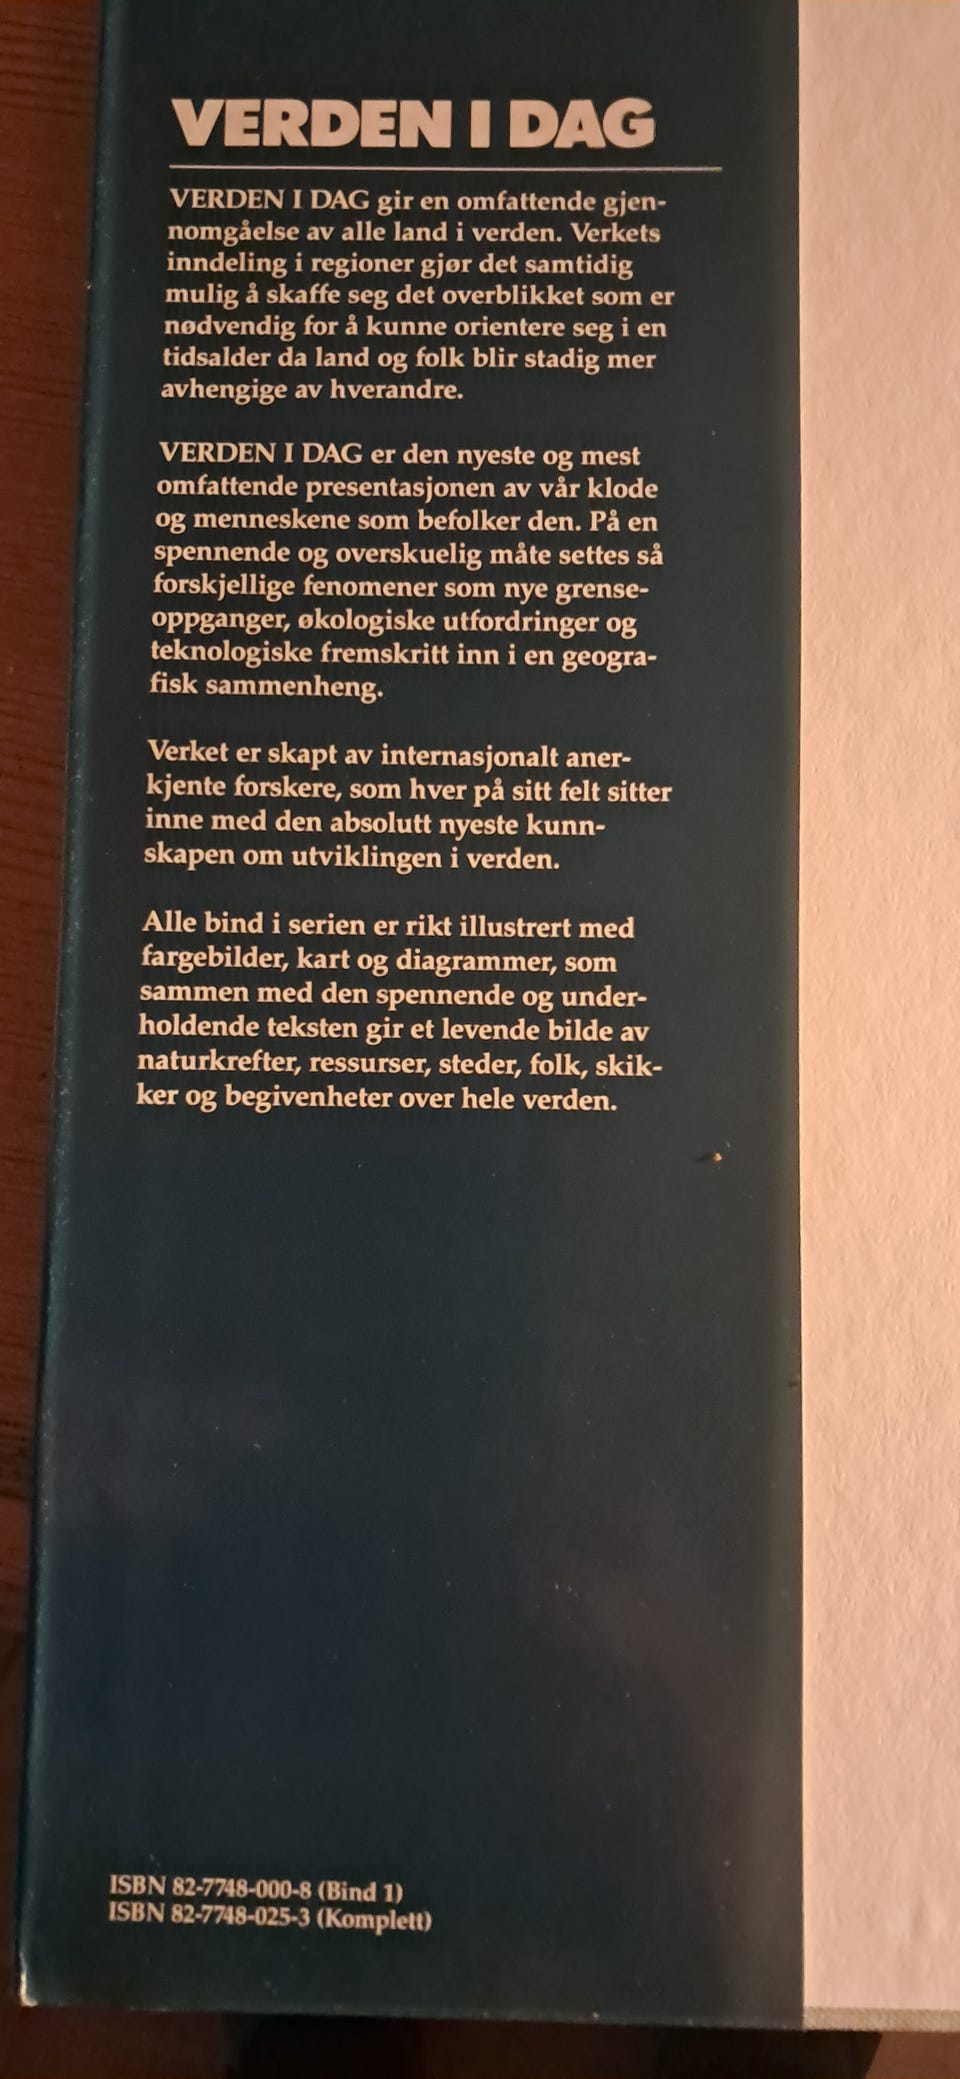 VERDEN I DAG
VERDEN I DAG gir en omfattende gjen-
nomgåelse av alle land i verden. Verkets
inndeling i regioner gjør det samtidig
mulig å skaffe seg det overblikket som er
nødvendig for å kunne orientere seg i en
tidsalder da land og folk blir stadig mer
avhengige av hverandre.
VERDEN I DAG er den nyeste og mest
omfattende presentasjonen av vår klode
og menneskene som befolker den. På en
spennende og overskuelig måte settes så
forskjellige fenomener som nye grense-
oppganger, økologiske utfordringer og
teknologiske fremskritt inn i en geogra-
fisk sammenheng.
Verket er skapt av internasjonalt aner-
kjente forskere, som hver på sitt felt sitter
inne med den absolutt nyeste kunn-
skapen om utviklingen i verden.
Alle bind i serien er rikt illustrert med
fargebilder, kart og diagrammer, som
sammen med den spennende og under-
holdende teksten gir et levende bilde av
naturkrefter, ressurser, steder, folk, skik-
ker og begivenheter over hele verden.
ISBN 82-7748-000-8 (Bind 1)
ISBN 82-7748-025-3 (Komplett)